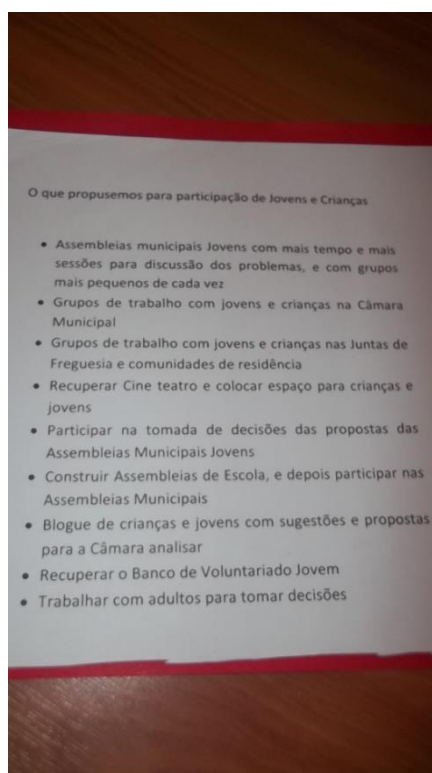 O que propusemos para participação de Jovens e Crianças
• Assembleias municipais Jovens com mais tempo e mais
sessões para discussão dos problemas, e com grupos
mais pequenos de cada vez
• Grupos de trabalho com jovens e crianças na Câmara
Municipal
• Grupos de trabalho com jovens e crianças nas Juntas de
Freguesia e comunidades de residência
• Recuperar Cine teatro e colocar espaço para crianças e
jovens
• Participar na tomada de decisões das propostas das
Assembleias Municipais Jovens
• Construir Assembleias de Escola, e depois participar nas
Assembleias Municipais
• Blogue de crianças e jovens com sugestões e propostas
para a Câmara analisar
• Recuperar o Banco de Voluntariado Jovem
• Trabalhar com adultos para tomar decisões